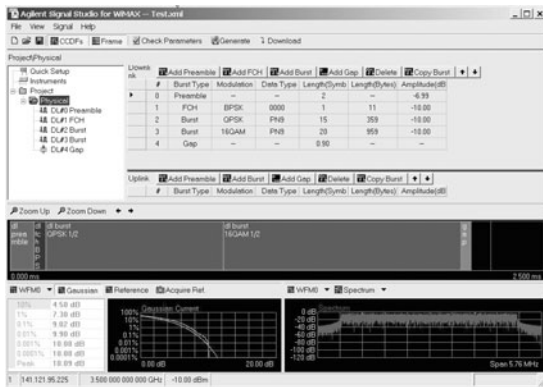 Agilent Signal Studio for WiMAX -- Test.xml
File View Signal Help
CCDFs Frame Check Parameters Generate Download
Project\Physical
Quick Setup
Instruments
Project
Physical
DL#0 Preamble
DL#1 FCH
DL#2 Burst
DL#3 Burst
DL#4 Gap
Downlink Add Preamble Add FCH Add Burst Add Gap Delete Copy Burst
# Burst Type Modulation Data Type Length(Symb Length(Bytes) Amplitude(dB
0 Preamble -- -- 2 -- -6.99
1 FCH BPSK 0000 1 11 -10.00
2 Burst QPSK PN9 15 359 -10.00
3 Burst 16QAM PN9 20 959 -10.00
4 Gap -- -- 0.90 -- --
Uplink Add Preamble Add Burst Add Gap Delete Copy Burst
# Burst Type Modulation Data Type Length(Symb Length(Bytes) Amplitude(dB
Zoom Up Zoom Down
dl preamble
dl burst QPSK 1/2
dl burst 16QAM 1/2
gap
0.000 ms 2.500 ms
WFM0 Gaussian Reference Acquire Ref. WFM0 Spectrum
10% 4.50 dB
1% 7.38 dB
0.1% 9.02 dB
0.01% 9.90 dB
0.001%
0.0001%
Peak
Gaussian Current
100%
10%
1%
0.1%
0.01%
0.001%
0.0001%
0.00 dB 20.00 dB
Spectrum
0 dB
-20 dB
-40 dB
-60 dB
-80 dB
-100 dB
-120 dB
Span 5.76 MHz
1 141.121.95.225 3.500 000 000 000 GHz -10.00 dBm